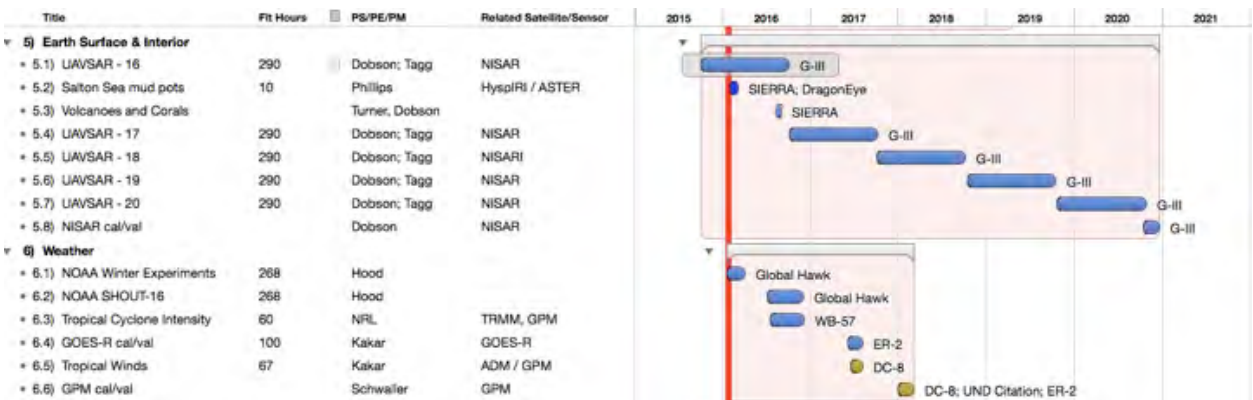 Title Flt Hours PS/PE/PM Related Satellite/Sensor 2015 2016 2017 2018 2019 2020 2021
5) Earth Surface & Interior
5.1) UAVSAR - 16 290 Dobson; Tagg NISAR G-III
5.2) Salton Sea mud pots 10 Phillips HyspIRI / ASTER SIERRA; DragonEye
5.3) Volcanoes and Corals Turner, Dobson SIERRA
5.4) UAVSAR - 17 290 Dobson; Tagg NISAR G-III
5.5) UAVSAR - 18 290 Dobson; Tagg NISARI G-III
5.6) UAVSAR - 19 290 Dobson; Tagg NISAR G-III
5.7) UAVSAR - 20 290 Dobson; Tagg NISAR G-III
5.8) NISAR cal/val Dobson NISAR G-III
6) Weather
6.1) NOAA Winter Experiments 268 Hood Global Hawk
6.2) NOAA SHOUT-16 268 Hood Global Hawk
6.3) Tropical Cyclone Intensity 60 NRL TRMM, GPM WB-57
6.4) GOES-R cal/val 100 Kakar GOES-R ER-2
6.5) Tropical Winds 67 Kakar ADM / GPM DC-8
6.6) GPM cal/val Schwaller GPM DC-8; UND Citation; ER-2